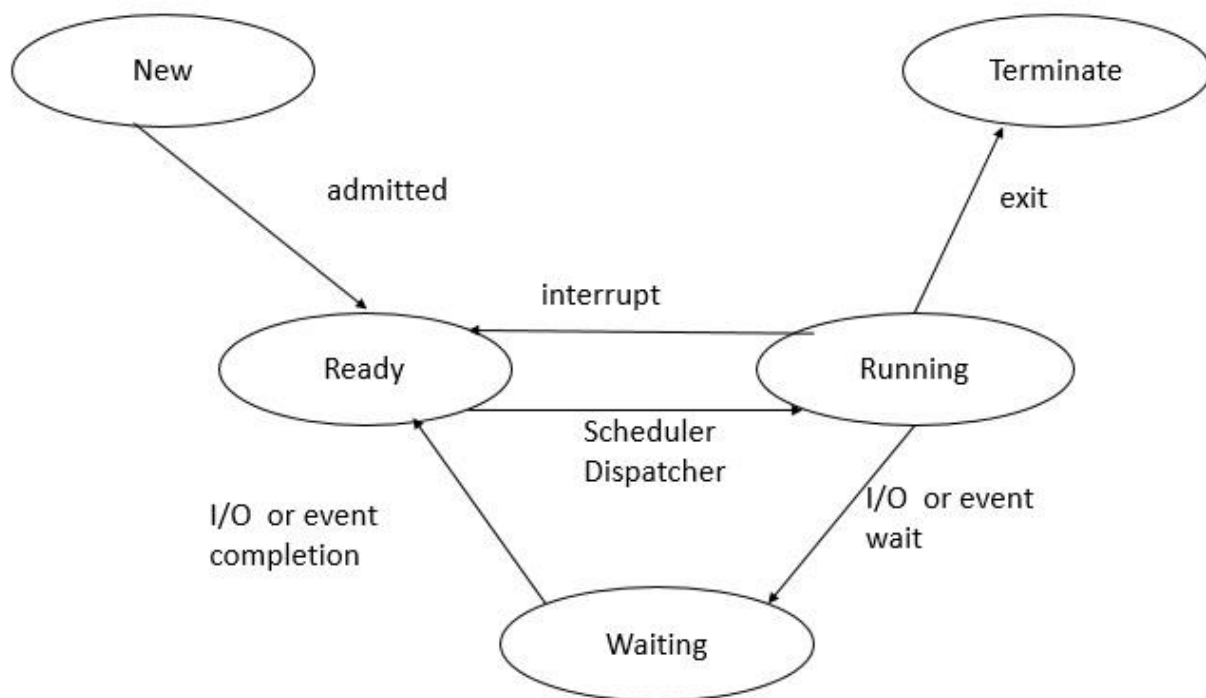 New
Terminate
admitted
exit
interrupt
Ready
Running
Scheduler
Dispatcher
I/O or event
completion
I/O or event
wait
Waiting